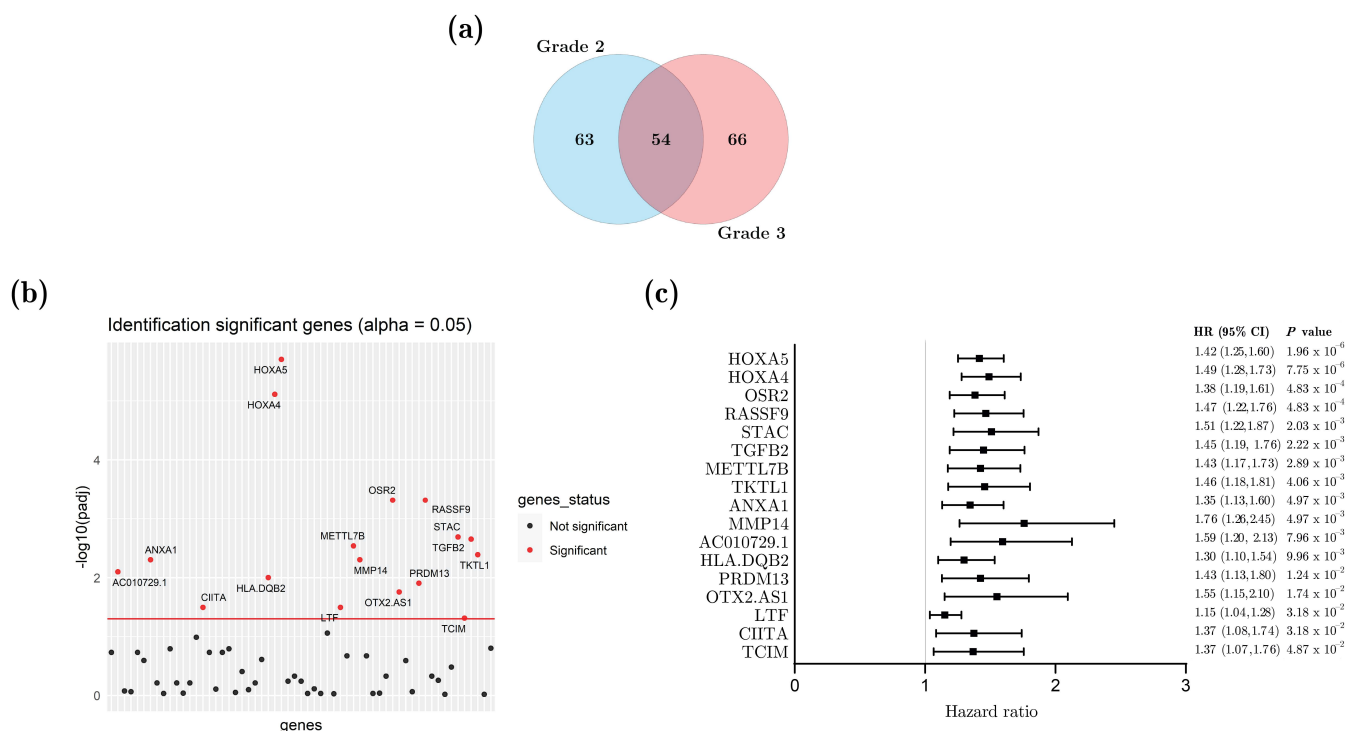 (a)
Grade 2
63
54
66
Grade 3
(b)
Identification significant genes (alpha = 0.05)
-log10(padj)
4
2
0
HOXA5
HOXA4
OSR2
RASSF9
STAC
METTL7B
TGFB2
ANXA1
MMP14
TKTL1
AC010729.1
HLA.DQB2
PRDM13
CIITA
OTX2.AS1
LTF
TCIM
genes
genes_status
Not significant
Significant
(c)
HR (95% CI) P value
HOXA5 1.42 (1.25,1.60) 1.96 x 10⁻⁶
HOXA4 1.49 (1.28,1.73) 7.75 x 10⁻⁶
OSR2 1.38 (1.19,1.61) 4.83 x 10⁻⁴
RASSF9 1.47 (1.22,1.76) 4.83 x 10⁻⁴
STAC 1.51 (1.22,1.87) 2.03 x 10⁻³
TGFB2 1.45 (1.19, 1.76) 2.22 x 10⁻³
METTL7B 1.43 (1.17,1.73) 2.89 x 10⁻³
TKTL1 1.46 (1.18,1.81) 4.06 x 10⁻³
ANXA1 1.35 (1.13,1.60) 4.97 x 10⁻³
MMP14 1.76 (1.26,2.45) 4.97 x 10⁻³
AC010729.1 1.59 (1.20, 2.13) 7.96 x 10⁻³
HLA.DQB2 1.30 (1.10,1.54) 9.96 x 10⁻³
PRDM13 1.43 (1.13,1.80) 1.24 x 10⁻²
OTX2.AS1 1.55 (1.15,2.10) 1.74 x 10⁻²
LTF 1.15 (1.04,1.28) 3.18 x 10⁻²
CIITA 1.37 (1.08,1.74) 3.18 x 10⁻²
TCIM 1.37 (1.07,1.76) 4.87 x 10⁻²
0 1 2 3
Hazard ratio